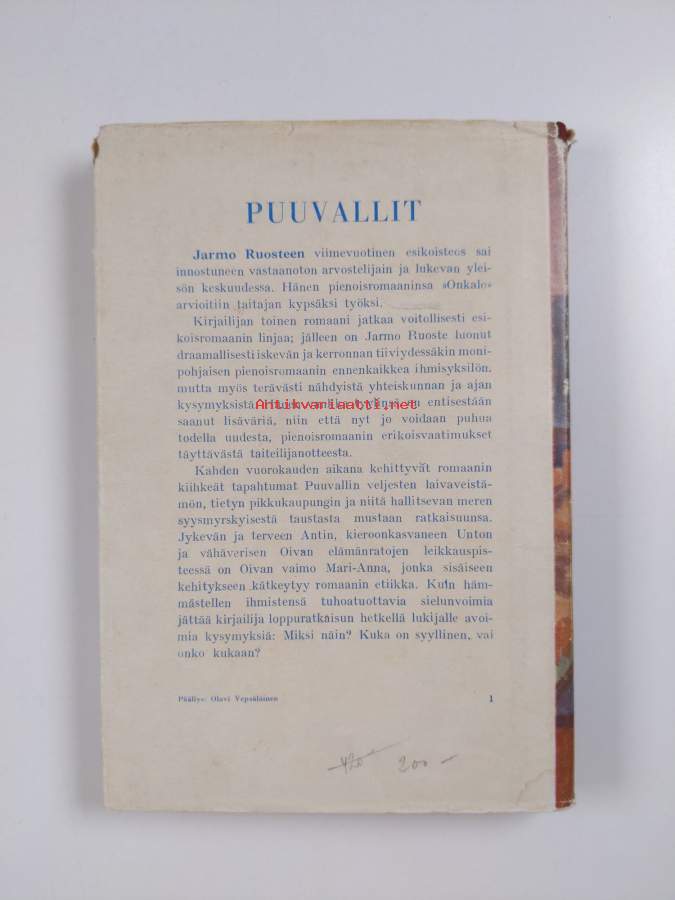 PUUVALLIT
Jarmo Ruosteen viimevuotinen esikoisteos sai
innostuneen vastaanoton arvostelijain ja lukevan ylei-
sön keskuudessa. Hänen pienoisromaaninsa »Onkalo»
arvioitiin taitajan kypsäksi työksi.
Kirjailijan toinen romaani jatkaa voitollisesti esi-
koisromaanin linjaa; jälleen on Jarmo Ruoste luonut
draamallisesti iskevän ja kerronnan tiiviydessäkin moni-
pohjaisen pienoisromaanin ennenkaikkea ihmisyksilön.
mutta myös terävästi nähdyistä yhteiskunnan ja ajan
kysymyksistä.
Antikvariaatti.net
on entisestään
saanut lisäväriä, niin että nyt jo voidaan puhua
todella uudesta, pienoisromaanin erikoisvaatimukset
täyttävästä taiteilijanotteesta.
Kahden vuorokauden aikana kehittyvät romaanin
kiihkeät tapahtumat Puuvallin veljesten laivaveistä-
mön, tietyn pikkukaupungin ja niitä hallitsevan meren
syysmyrskyisestä taustasta mustaan ratkaisuunsa.
Jykevän ja terveen Antin, kieroonkasvaneen Unton
ja vähäverisen Oivan elämänratojen leikkauspis-
teessä on Oivan vaimo Mari-Anna, jonka sisäiseen
kehitykseen kätkeytyy romaanin etiikka. Kuin häm-
mästellen ihmistensä tuhoatuottavia sielunvoimia
jättää kirjailija loppuratkaisun hetkellä lukijalle avoi-
mia kysymyksiä: Miksi näin? Kuka on syyllinen, vai
onko kukaan?
Päällys: Olavi Vepsäläinen 1
420 200 —